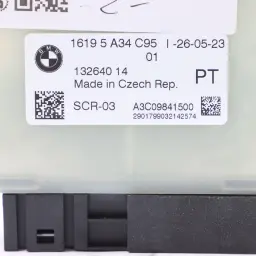 BMW
1619 5 A34 C95 I -26-05-23
01
132640 14
Made in Czech Rep.
PT
SCR-03
A3C09841500
2901799032142574